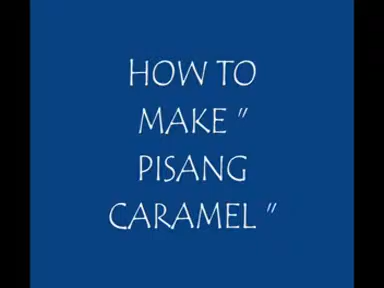 HOW TO
MAKE "
PISANG
CARAMEL "